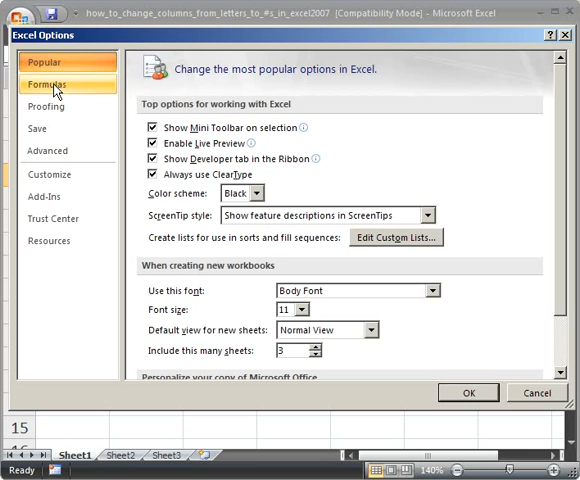 how_to_change_columns_from_letters_to_#s_in_excel2007 [Compatibility Mode] - Microsoft Excel
Excel Options
Popular
Formulas
Proofing
Save
Advanced
Customize
Add-Ins
Trust Center
Resources
Change the most popular options in Excel.
Top options for working with Excel
Show Mini Toolbar on selection
Enable Live Preview
Show Developer tab in the Ribbon
Always use ClearType
Color scheme: Black
ScreenTip style: Show feature descriptions in ScreenTips
Create lists for use in sorts and fill sequences: Edit Custom Lists...
When creating new workbooks
Use this font: Body Font
Font size: 11
Default view for new sheets: Normal View
Include this many sheets: 3
Personalize your copy of Microsoft Office
OK Cancel
15
Sheet1 Sheet2 Sheet3
Ready 140%